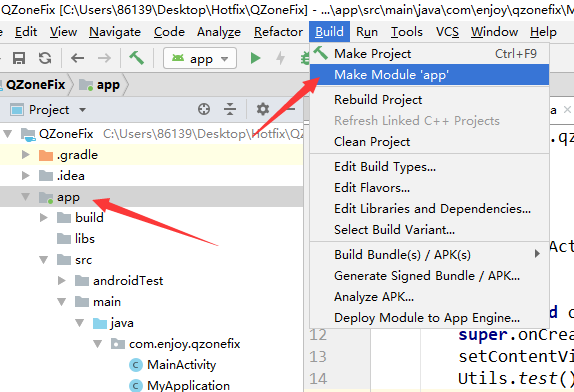 QZoneFix [C:\Users\86139\Desktop\Hotfix\QZoneFix] - ...\app\src\main\java\com\enjoy\qzonefix\M
Edit View Navigate Code Analyze Refactor Build Run Tools VCS Window Help
app
QZoneFix app
Project
QZoneFix C:\Users\86139\Desktop\Hotfix\QZ
.gradle
.idea
app
build
libs
src
androidTest
main
java
com.enjoy.qzonefix
MainActivity
MyApplication
Make Project Ctrl+F9
Make Module 'app'
Rebuild Project
Refresh Linked C++ Projects
Clean Project
Edit Build Types...
Edit Flavors...
Edit Libraries and Dependencies...
Select Build Variant...
Build Bundle(s) / APK(s)
Generate Signed Bundle / APK...
Analyze APK...
Deploy Module to App Engine...
12 super.onCrea
13 setContentVi
14 Utils.test()